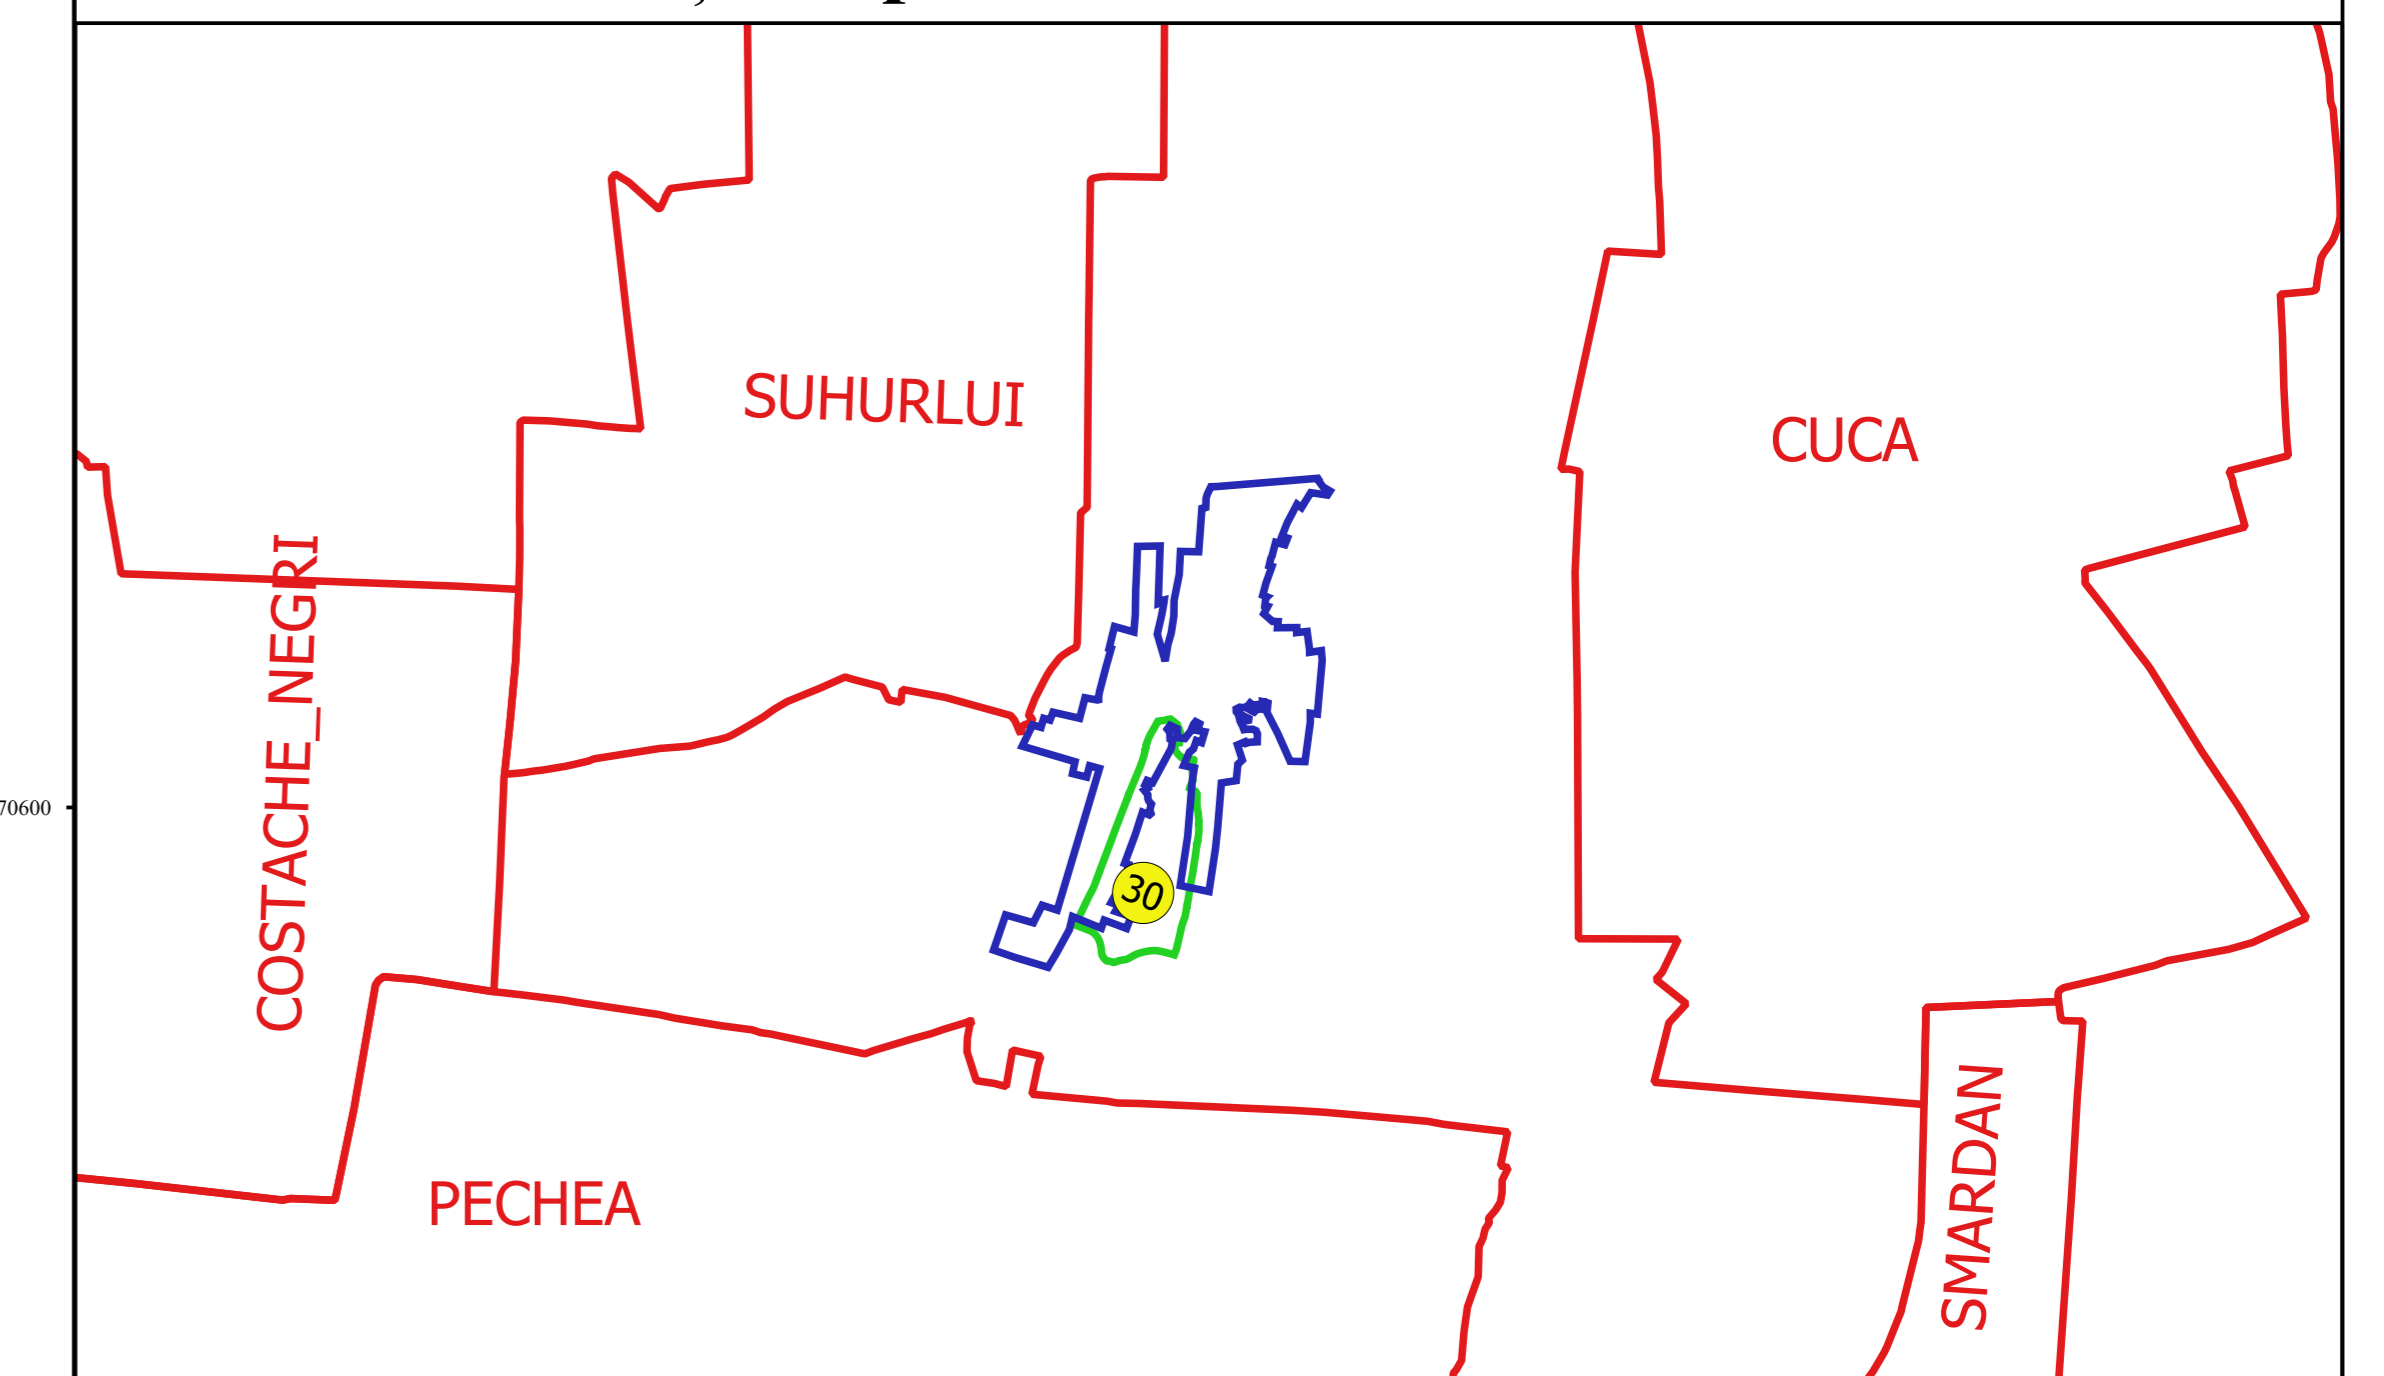 SUHURLUI
CUCA
COSTACHE_NEGRI
70600
30
PECHEA
SMARDAN